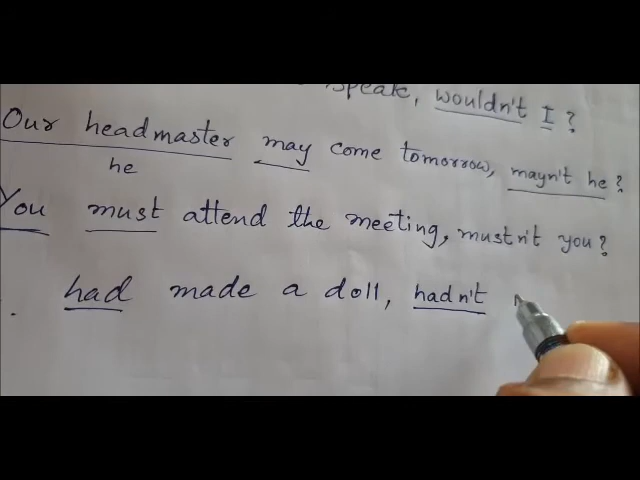 speak, wouldn't I?
Our headmaster may come tomorrow, mayn't he?
he
You must attend the meeting, mustn't you?
had made a doll, hadn't